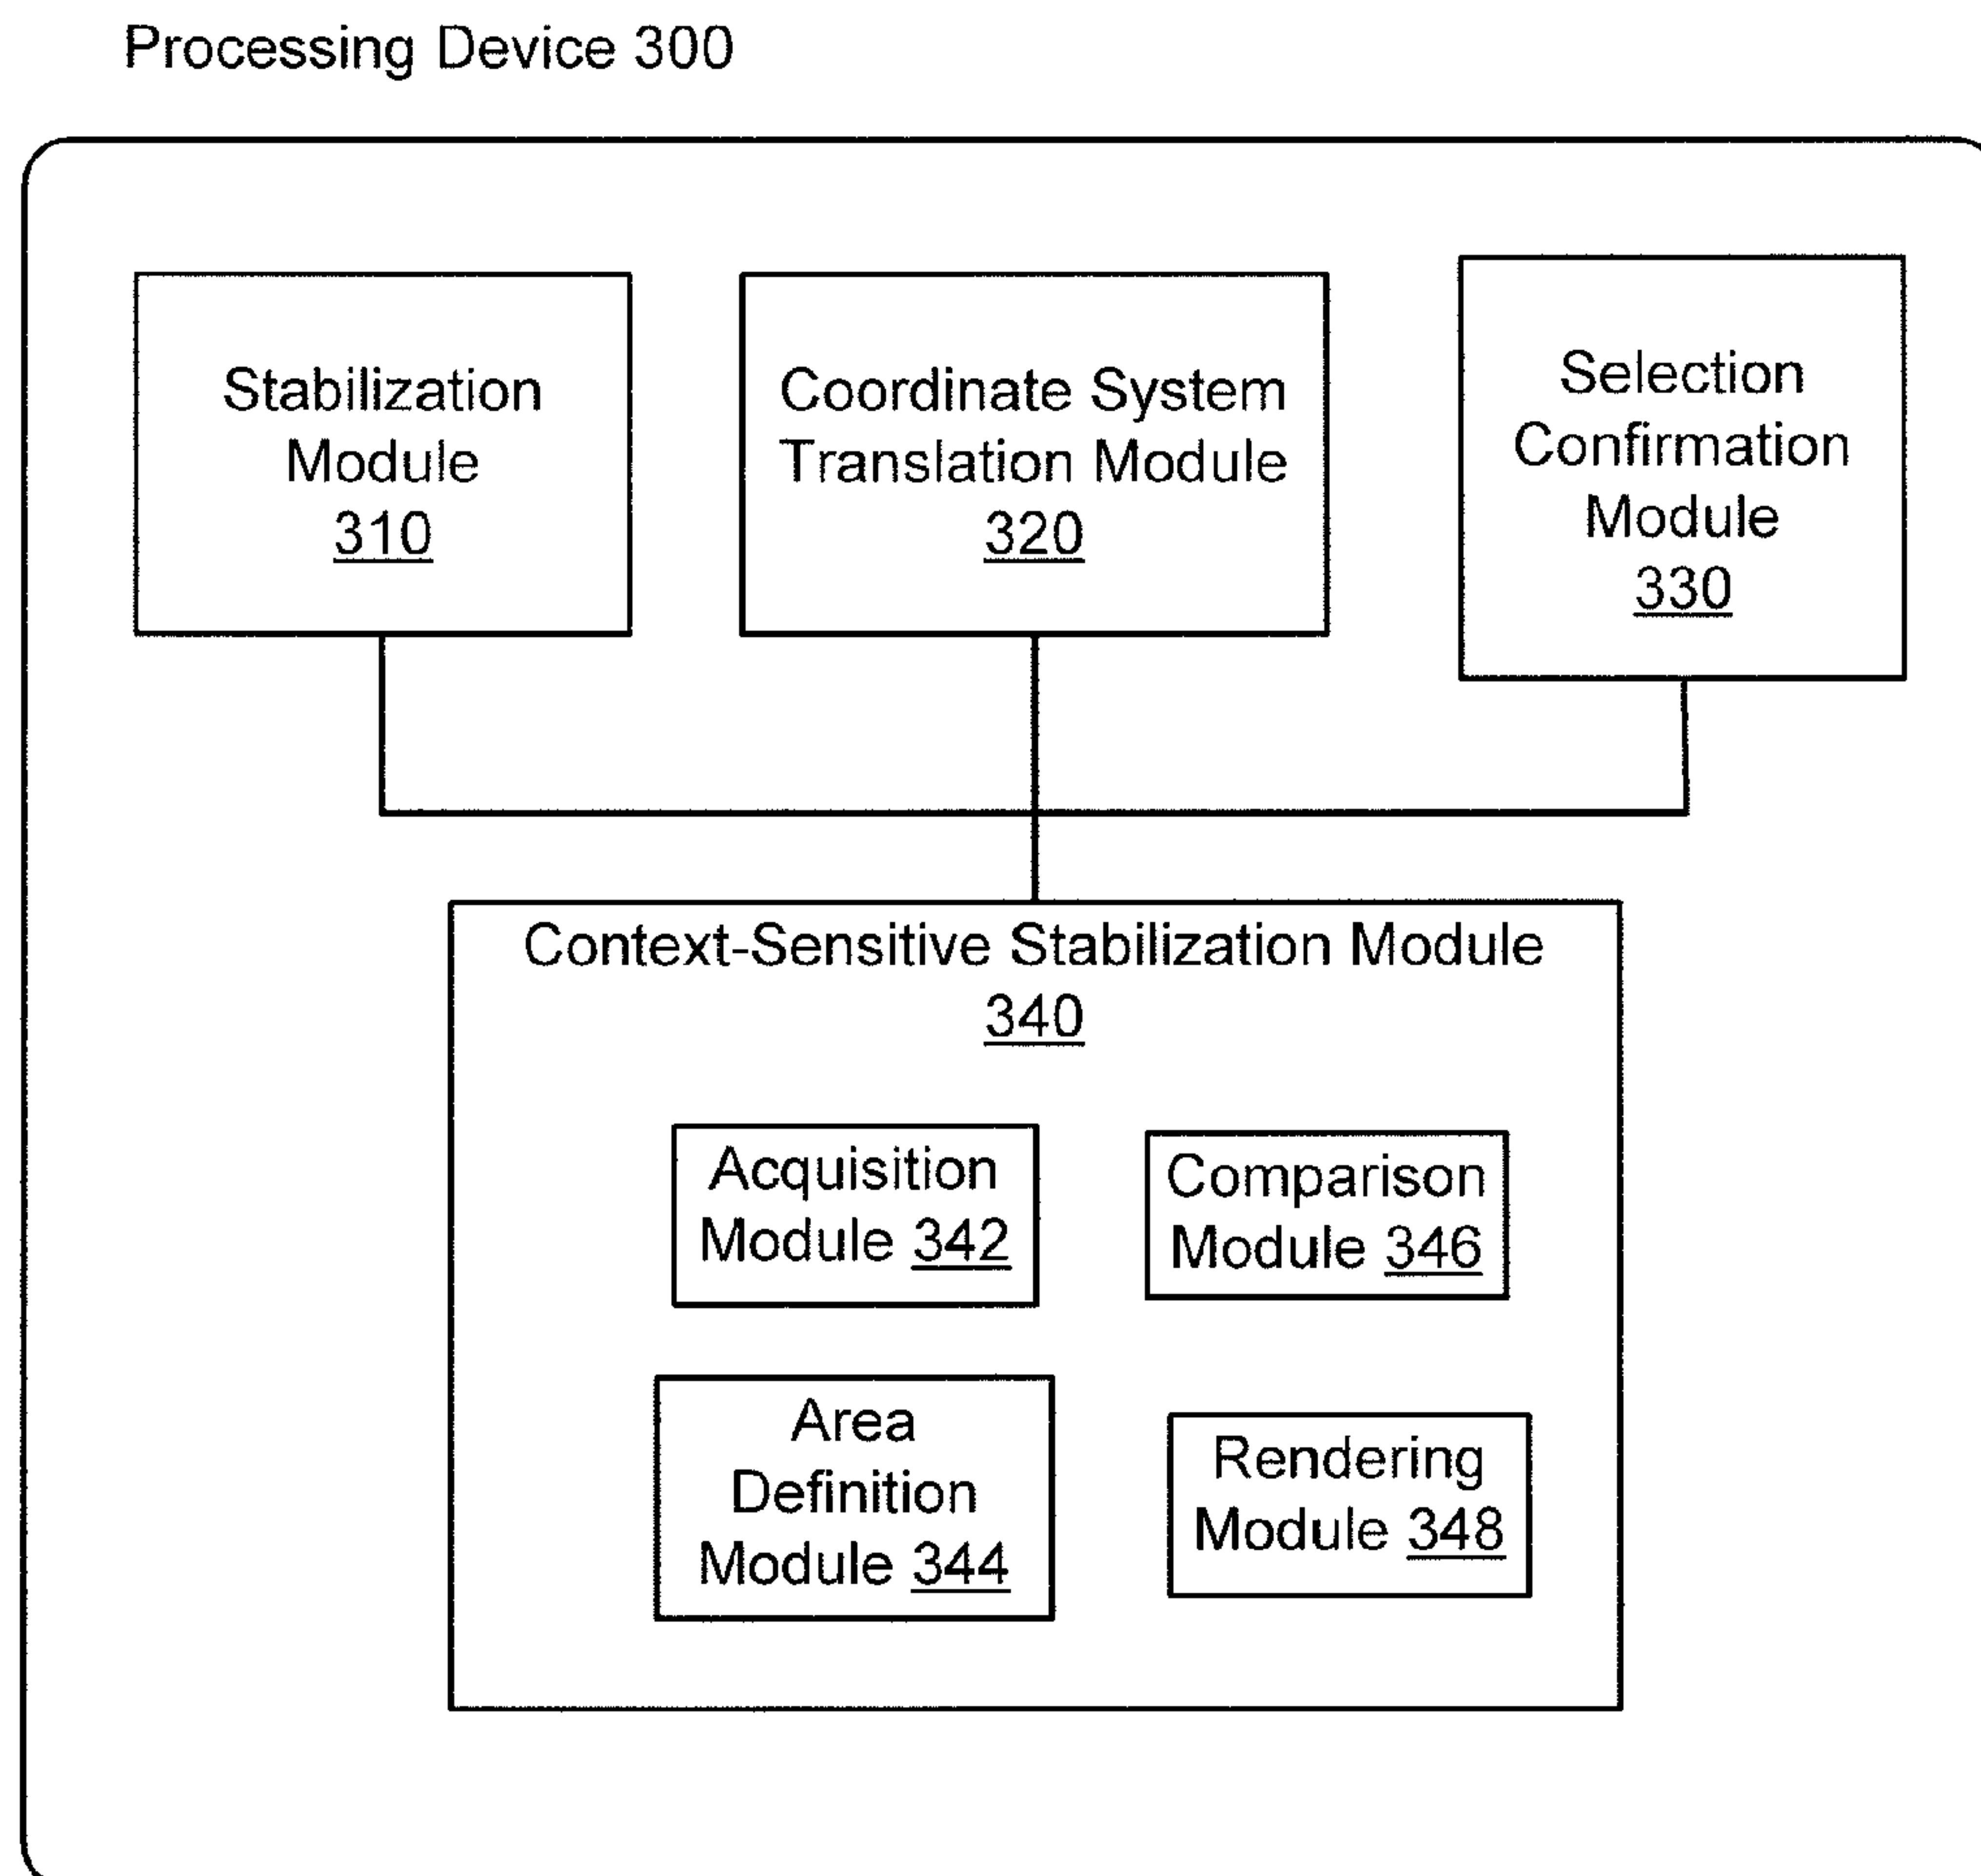 Processing Device 300
Stabilization
Module
310
Coordinate System
Translation Module
320
Selection
Confirmation
Module
330
Context-Sensitive Stabilization Module
340
Acquisition
Module 342
Comparison
Module 346
Area
Definition
Module 344
Rendering
Module 348